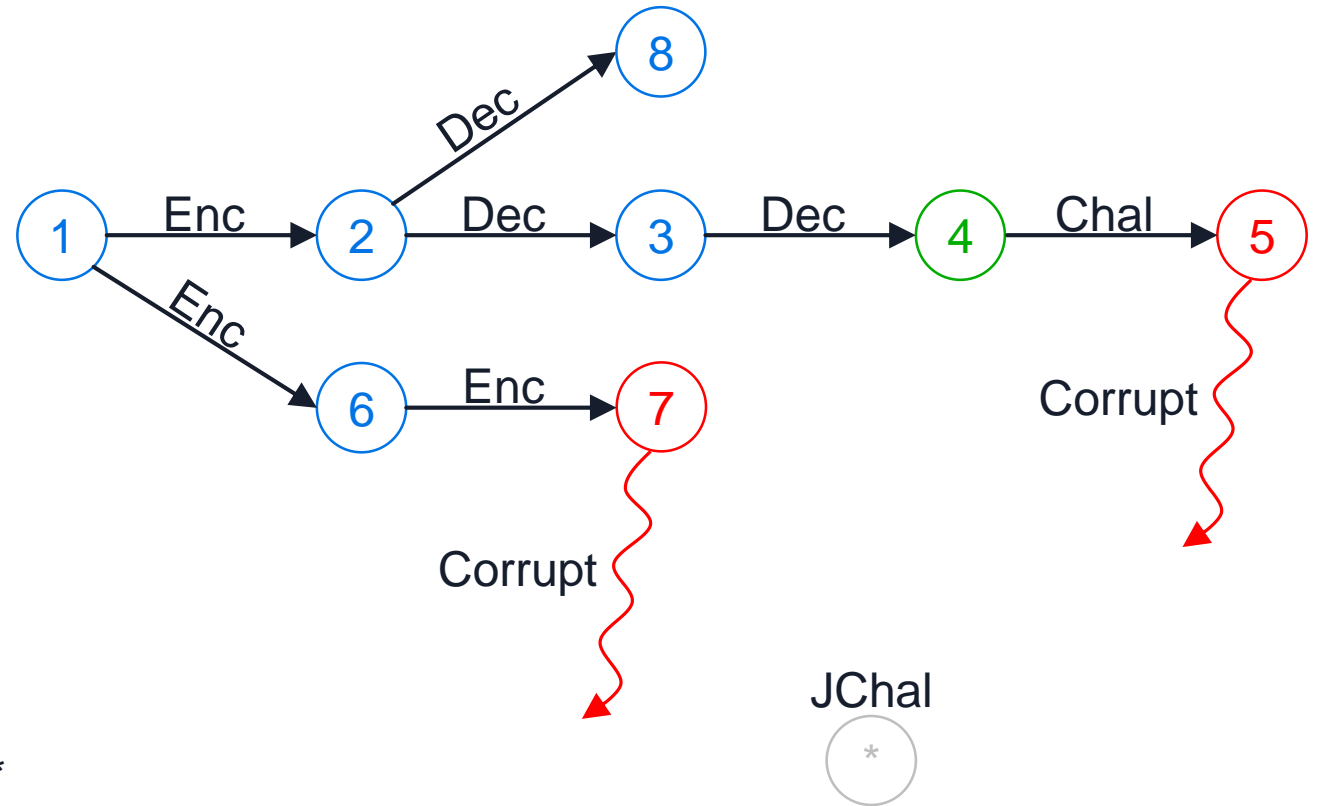 8
Dec
1 Enc 2 Dec 3 Dec 4 Chal 5
Enc
6 Enc 7
Corrupt
Corrupt
JChal
*
*